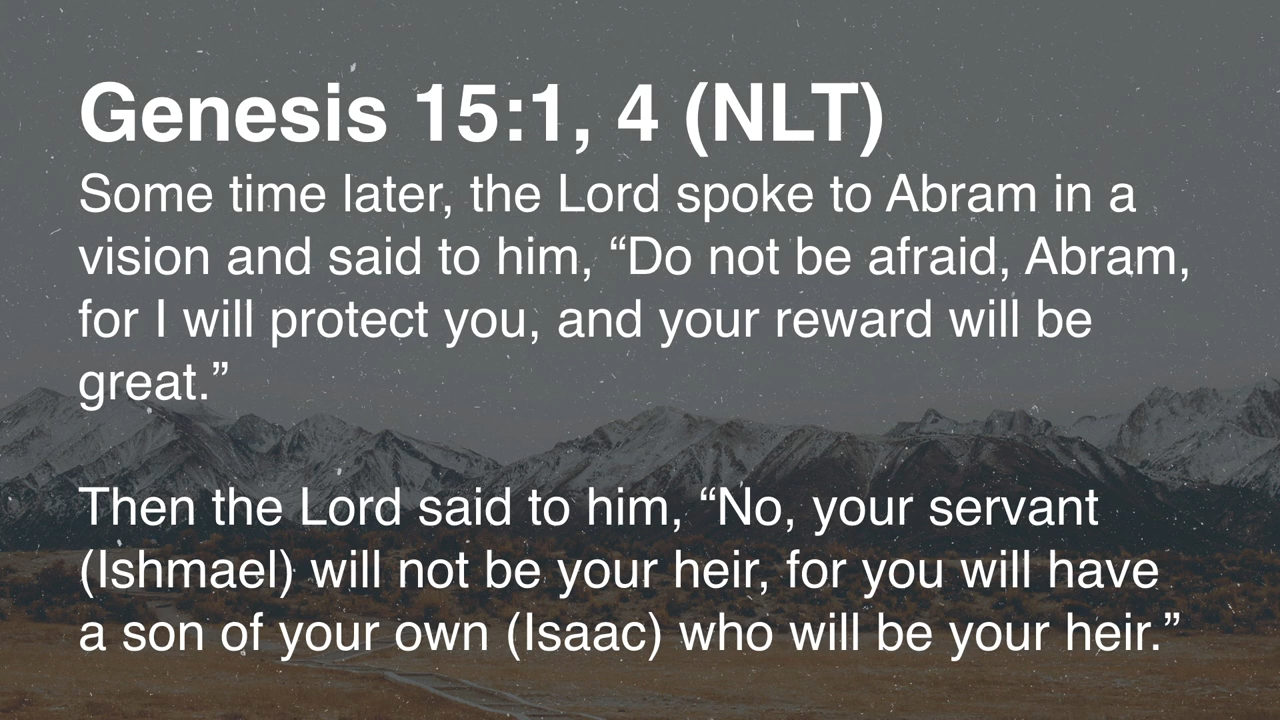 Genesis 15:1, 4 (NLT)
Some time later, the Lord spoke to Abram in a
vision and said to him, “Do not be afraid, Abram,
for I will protect you, and your reward will be
great.”
Then the Lord said to him, “No, your servant
(Ishmael) will not be your heir, for you will have
a son of your own (Isaac) who will be your heir.”